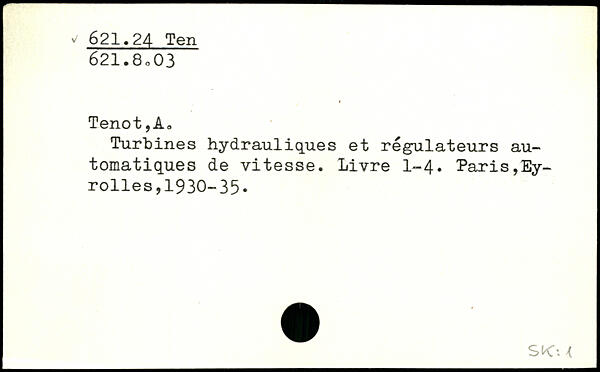 ✓ 621.24 Ten
621.8.03
Tenot,A.
Turbines hydrauliques et régulateurs au-
tomatiques de vitesse. Livre 1-4. Paris,Ey-
rolles,1930-35.
SK:1